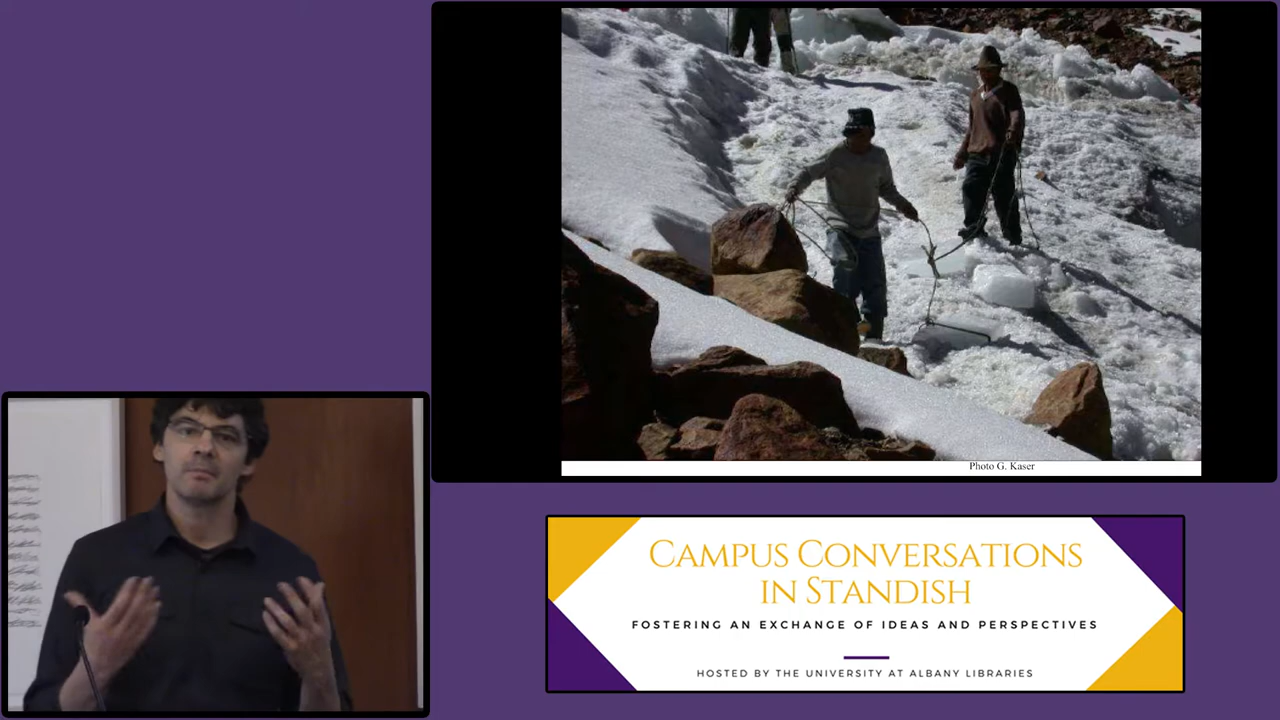 Photo G. Kaser
CAMPUS CONVERSATIONS
IN STANDISH
FOSTERING AN EXCHANGE OF IDEAS AND PERSPECTIVES
HOSTED BY THE UNIVERSITY AT ALBANY LIBRARIES